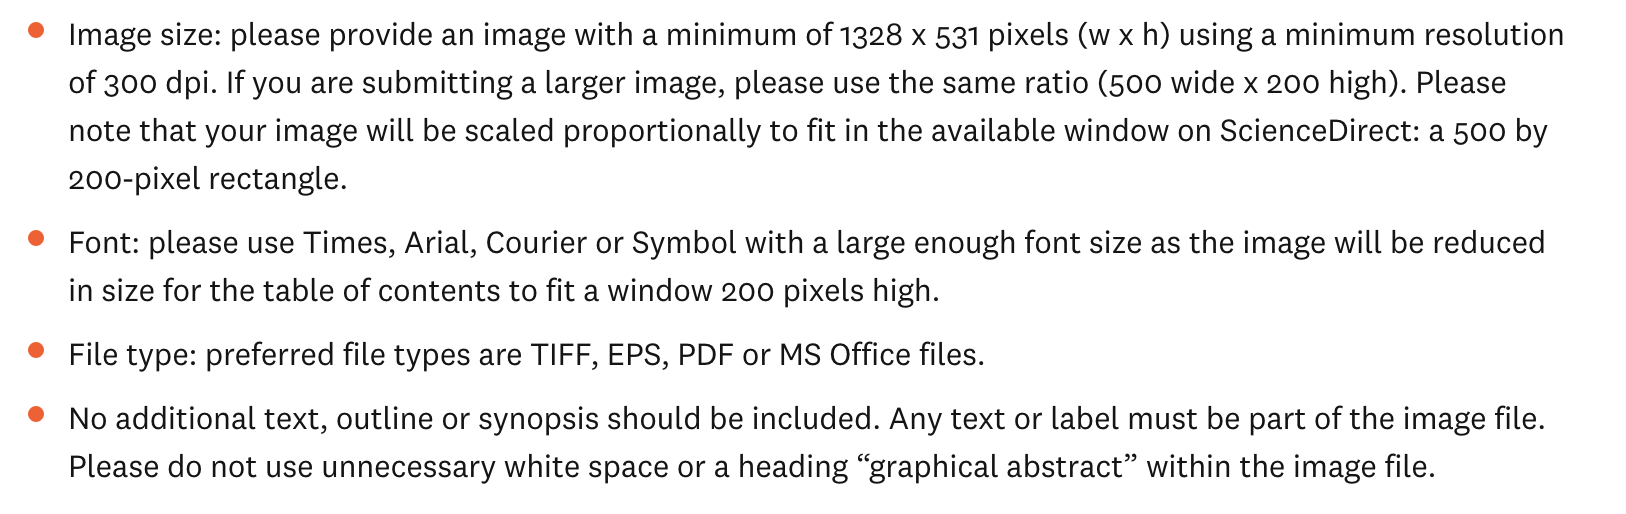 Image size: please provide an image with a minimum of 1328 x 531 pixels (w x h) using a minimum resolution
of 300 dpi. If you are submitting a larger image, please use the same ratio (500 wide x 200 high). Please
note that your image will be scaled proportionally to fit in the available window on ScienceDirect: a 500 by
200-pixel rectangle.
Font: please use Times, Arial, Courier or Symbol with a large enough font size as the image will be reduced
in size for the table of contents to fit a window 200 pixels high.
File type: preferred file types are TIFF, EPS, PDF or MS Office files.
No additional text, outline or synopsis should be included. Any text or label must be part of the image file.
Please do not use unnecessary white space or a heading “graphical abstract” within the image file.